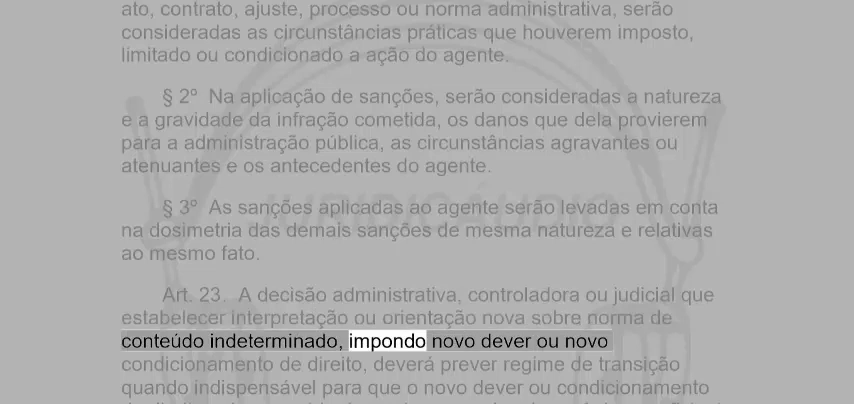 ato, contrato, ajuste, processo ou norma administrativa, serão
consideradas as circunstâncias práticas que houverem imposto,
limitado ou condicionado a ação do agente.
§ 2º Na aplicação de sanções, serão consideradas a natureza
e a gravidade da infração cometida, os danos que dela provierem
para a administração pública, as circunstâncias agravantes ou
atenuantes e os antecedentes do agente.
JURIDICÁUDIO
§ 3º As sanções aplicadas ao agente serão levadas em conta
na dosimetria das demais sanções de mesma natureza e relativas
ao mesmo fato.
Art. 23. A decisão administrativa, controladora ou judicial que
estabelecer interpretação ou orientação nova sobre norma de
conteúdo indeterminado, impondo novo dever ou novo
condicionamento de direito, deverá prever regime de transição
quando indispensável para que o novo dever ou condicionamento